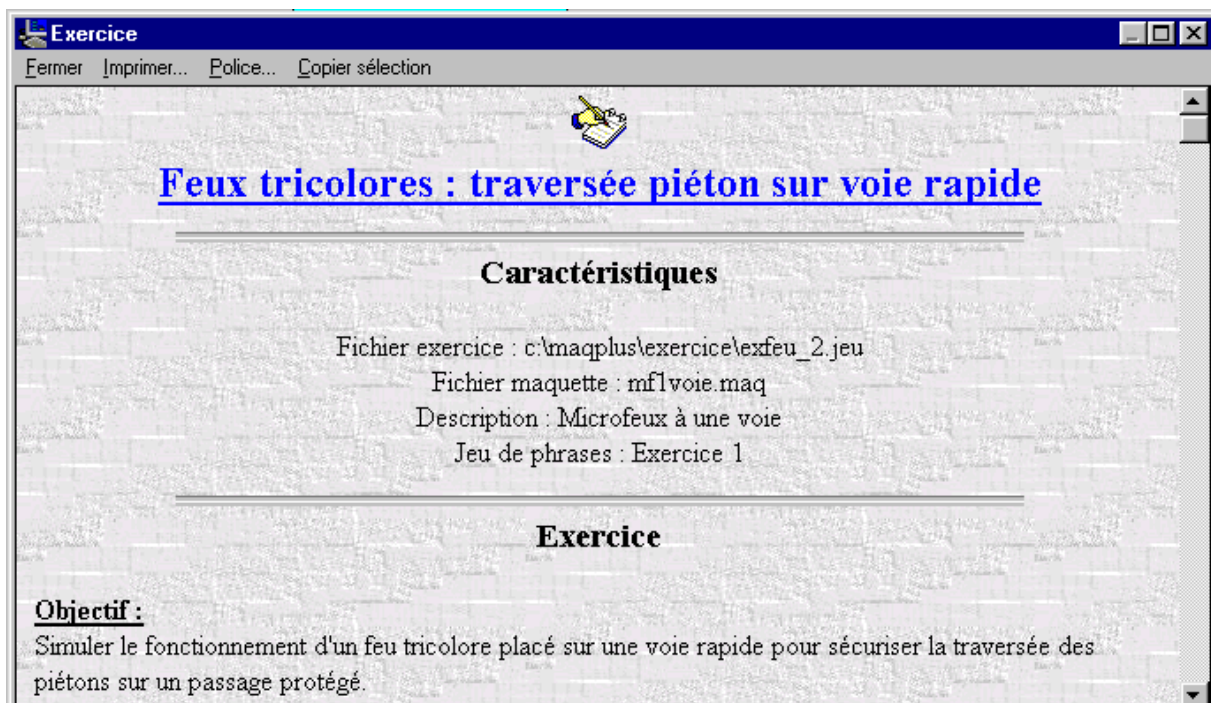 Exercice
Fermer Imprimer... Police... Copier sélection
Feux tricolores : traversée piéton sur voie rapide
Caractéristiques
Fichier exercice : c:\maqplus\exercice\exfeu_2.jeu
Fichier maquette : mf1voie.maq
Description : Microfeux à une voie
Jeu de phrases : Exercice 1
Exercice
Objectif :
Simuler le fonctionnement d'un feu tricolore placé sur une voie rapide pour sécuriser la traversée des
piétons sur un passage protégé.